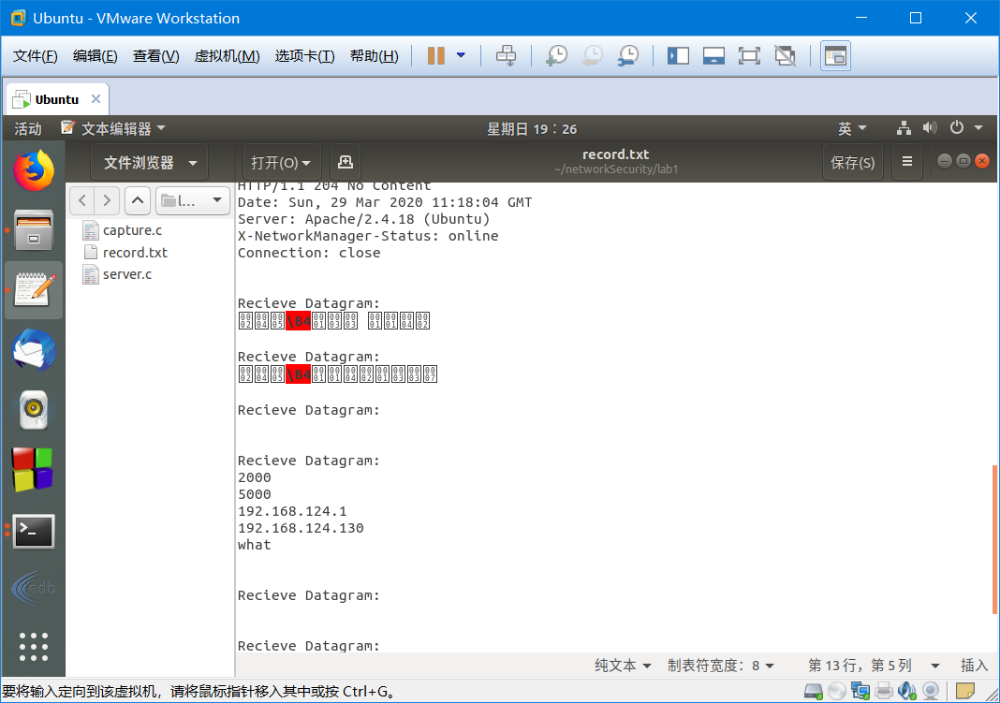 Ubuntu - VMware Workstation
文件(F) 编辑(E) 查看(V) 虚拟机(M) 选项卡(T) 帮助(H)
Ubuntu
活动 文本编辑器 星期日 19：26 英
文件浏览器 打开(O) record.txt 保存(S)
~/networkSecurity/lab1
l...
capture.c
record.txt
server.c
HTTP/1.1 204 No Content
Date: Sun, 29 Mar 2020 11:18:04 GMT
Server: Apache/2.4.18 (Ubuntu)
X-NetworkManager-Status: online
Connection: close
Recieve Datagram:
\B4
Recieve Datagram:
\B4
Recieve Datagram:
Recieve Datagram:
2000
5000
192.168.124.1
192.168.124.130
what
Recieve Datagram:
Recieve Datagram:
edb
纯文本 制表符宽度：8 第 13 行，第 5 列 插入
要将输入定向到该虚拟机，请将鼠标指针移入其中或按 Ctrl+G。